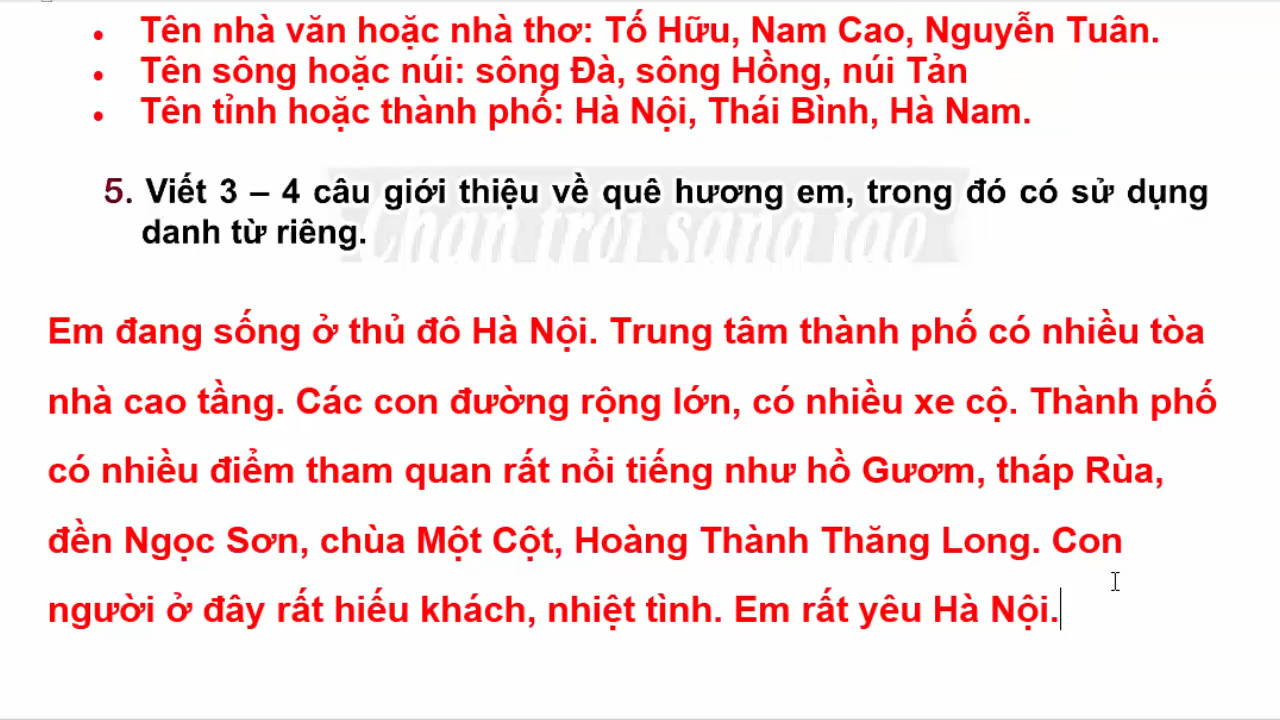 • Tên nhà văn hoặc nhà thơ: Tố Hữu, Nam Cao, Nguyễn Tuân.
• Tên sông hoặc núi: sông Đà, sông Hồng, núi Tản
• Tên tỉnh hoặc thành phố: Hà Nội, Thái Bình, Hà Nam.
5. Viết 3 – 4 câu giới thiệu về quê hương em, trong đó có sử dụng
danh từ riêng.
Chân trời sáng tạo
Em đang sống ở thủ đô Hà Nội. Trung tâm thành phố có nhiều tòa
nhà cao tầng. Các con đường rộng lớn, có nhiều xe cộ. Thành phố
có nhiều điểm tham quan rất nổi tiếng như hồ Gươm, tháp Rùa,
đền Ngọc Sơn, chùa Một Cột, Hoàng Thành Thăng Long. Con
người ở đây rất hiếu khách, nhiệt tình. Em rất yêu Hà Nội.